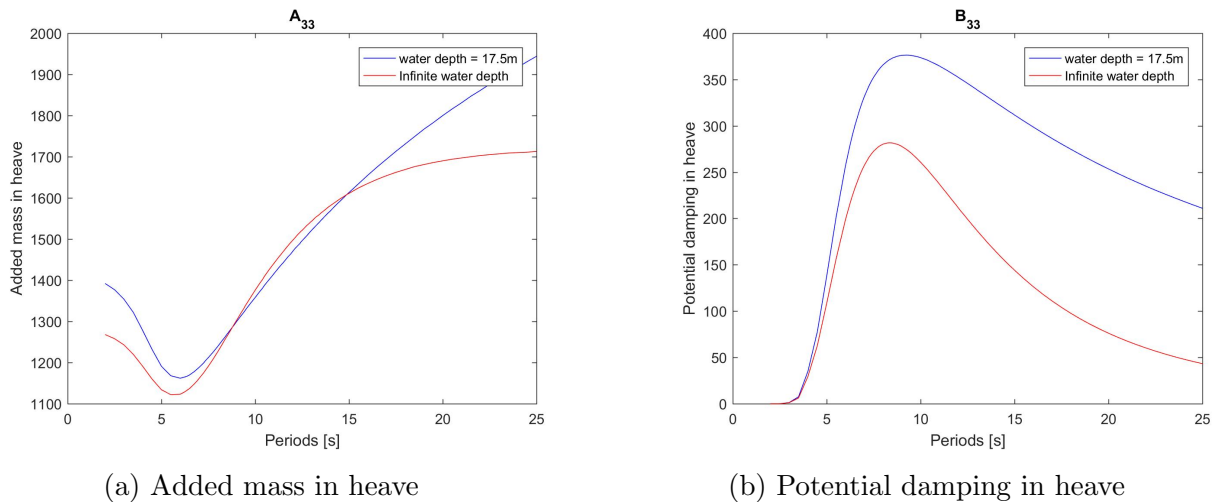 A33
2000
1900
1800
1700
1600
1500
1400
1300
1200
1100
Added mass in heave
water depth = 17.5m
Infinite water depth
0 5 10 15 20 25
Periods [s]
(a) Added mass in heave
B33
400
350
300
250
200
150
100
50
0
Potential damping in heave
water depth = 17.5m
Infinite water depth
0 5 10 15 20 25
Periods [s]
(b) Potential damping in heave